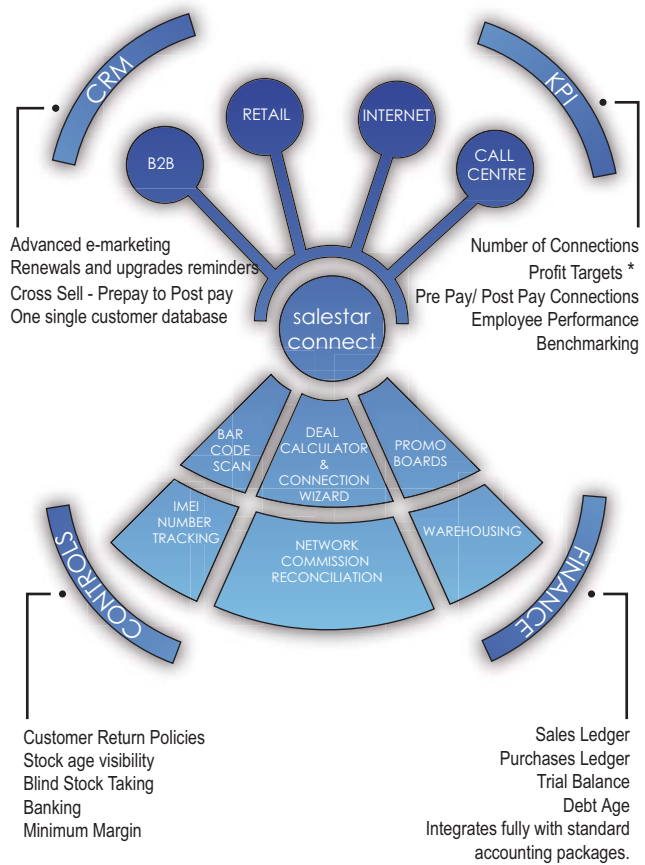 CRM
KPI
RETAIL
INTERNET
B2B
CALL
CENTRE
Advanced e-marketing
Renewals and upgrades reminders
Cross Sell - Prepay to Post pay
One single customer database
Number of Connections
Profit Targets *
Pre Pay/ Post Pay Connections
Employee Performance
Benchmarking
salestar
connect
BAR
CODE
SCAN
DEAL
CALCULATOR
&
CONNECTION
WIZARD
PROMO
BOARDS
IMEI
NUMBER
TRACKING
NETWORK
COMMISSION
RECONCILIATION
WAREHOUSING
CONTROLS
FINANCE
Customer Return Policies
Stock age visibility
Blind Stock Taking
Banking
Minimum Margin
Sales Ledger
Purchases Ledger
Trial Balance
Debt Age
Integrates fully with standard
accounting packages.